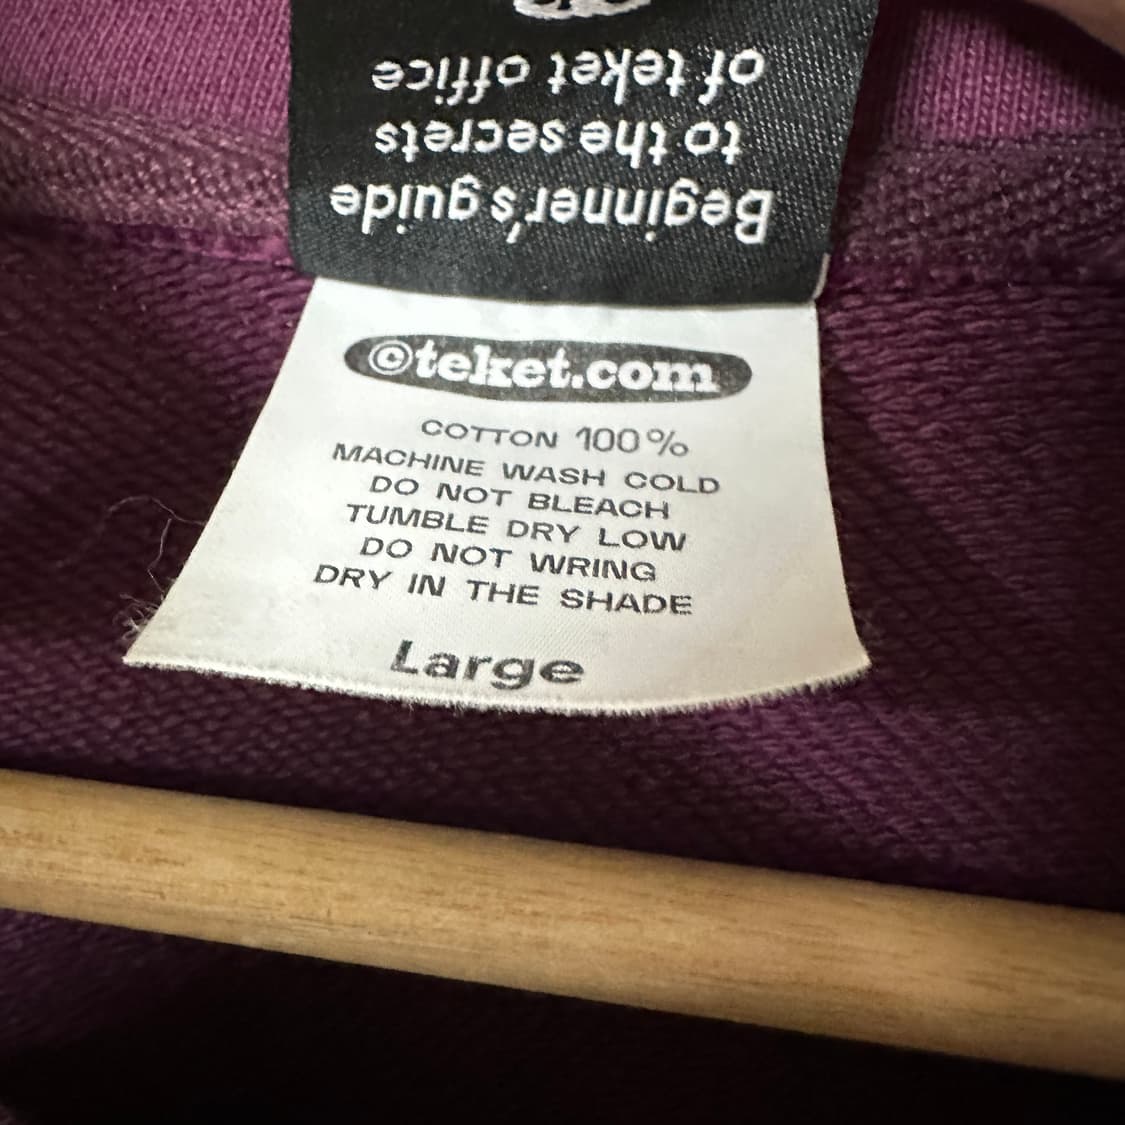 Beginner's guide
to the secrets
of teket office
©teket.com
COTTON 100%
MACHINE WASH COLD
DO NOT BLEACH
TUMBLE DRY LOW
DO NOT WRING
DRY IN THE SHADE
Large